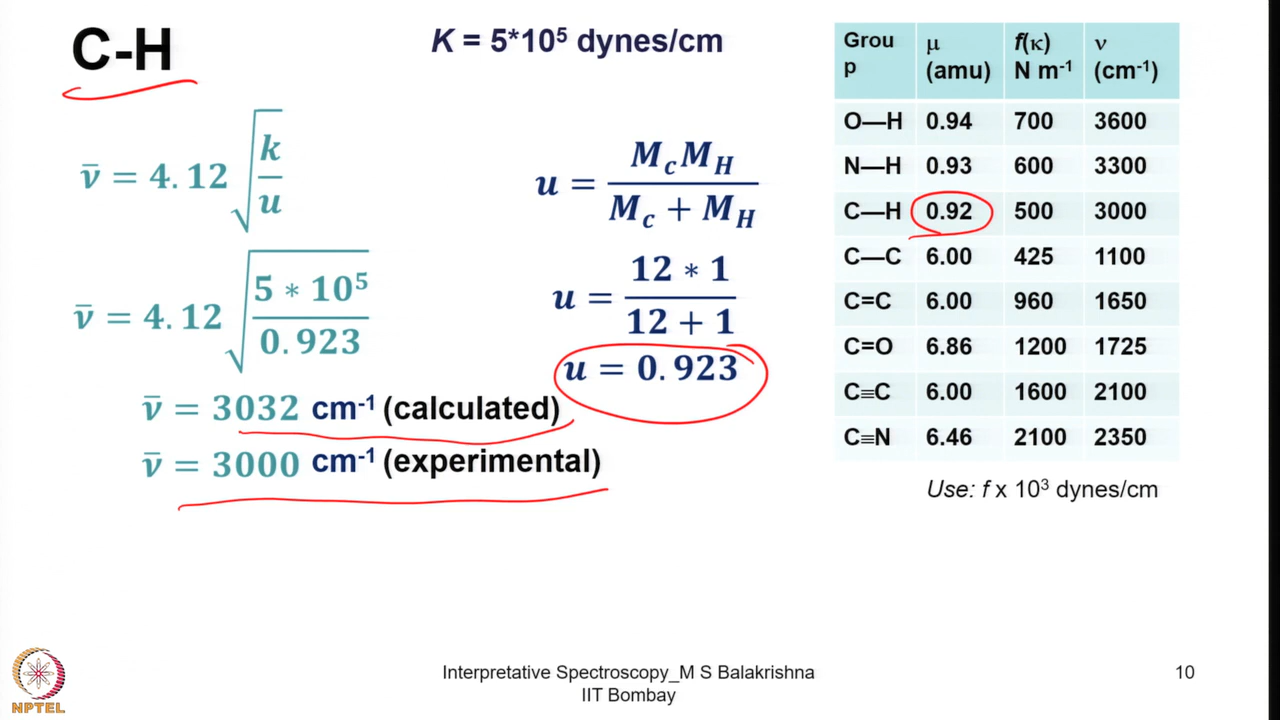 C-H
K = 5*10⁵ dynes/cm
ν̅ = 4.12 √(k/u)
ν̅ = 4.12 √(5 * 10⁵/0.923)
ν̅ = 3032 cm⁻¹ (calculated)
ν̅ = 3000 cm⁻¹ (experimental)
u = M_c M_H/(M_c + M_H)
u = 12 * 1/(12 + 1)
u = 0.923
Grou p μ (amu) f(κ) N m⁻¹ ν (cm⁻¹)
O—H 0.94 700 3600
N—H 0.93 600 3300
C—H 0.92 500 3000
C—C 6.00 425 1100
C=C 6.00 960 1650
C=O 6.86 1200 1725
C≡C 6.00 1600 2100
C≡N 6.46 2100 2350
Use: f x 10³ dynes/cm
NPTEL
Interpretative Spectroscopy_M S Balakrishna
IIT Bombay
10